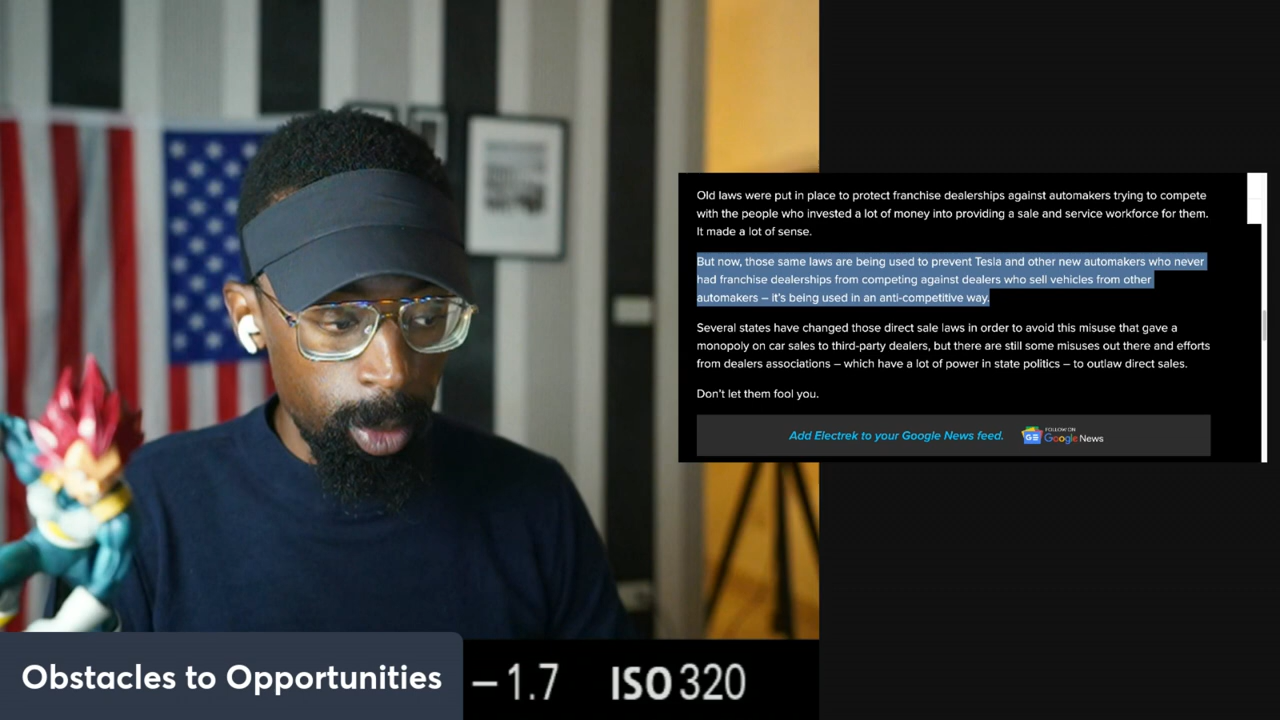 Old laws were put in place to protect franchise dealerships against automakers trying to compete
with the people who invested a lot of money into providing a sale and service workforce for them.
It made a lot of sense.
But now, those same laws are being used to prevent Tesla and other new automakers who never
had franchise dealerships from competing against dealers who sell vehicles from other
automakers – it's being used in an anti-competitive way.
Several states have changed those direct sale laws in order to avoid this misuse that gave a
monopoly on car sales to third-party dealers, but there are still some misuses out there and efforts
from dealers associations – which have a lot of power in state politics – to outlaw direct sales.
Don't let them fool you.
Add Electrek to your Google News feed.
FOLLOW ON
Google News
Obstacles to Opportunities
– 1.7 ISO 320